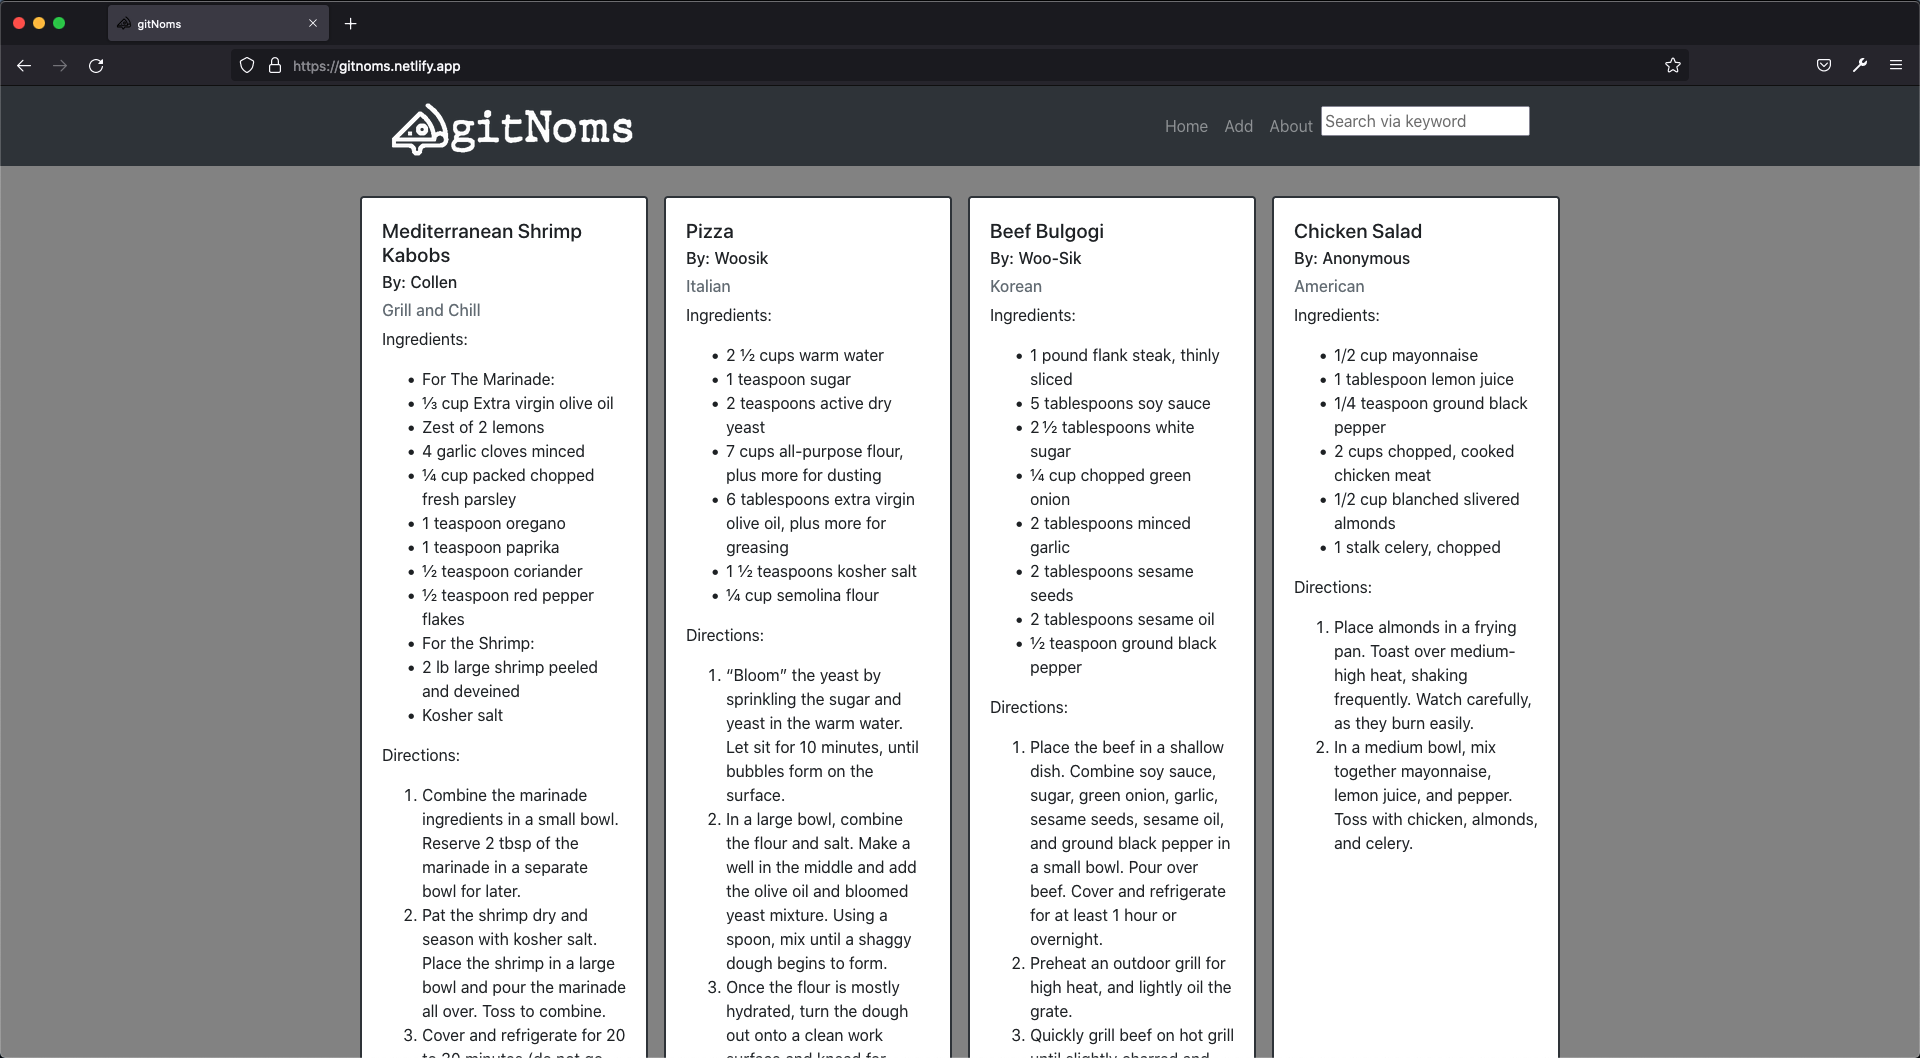 gitNoms
https://gitnoms.netlify.app
gitNoms
Home Add About Search via keyword
Mediterranean Shrimp
Kabobs
By: Collen
Grill and Chill
Ingredients:
• For The Marinade:
• ⅓ cup Extra virgin olive oil
• Zest of 2 lemons
• 4 garlic cloves minced
• ¼ cup packed chopped
fresh parsley
• 1 teaspoon oregano
• 1 teaspoon paprika
• ½ teaspoon coriander
• ½ teaspoon red pepper
flakes
• For the Shrimp:
• 2 lb large shrimp peeled
and deveined
• Kosher salt
Directions:
1. Combine the marinade
ingredients in a small bowl.
Reserve 2 tbsp of the
marinade in a separate
bowl for later.
2. Pat the shrimp dry and
season with kosher salt.
Place the shrimp in a large
bowl and pour the marinade
all over. Toss to combine.
3. Cover and refrigerate for 20
to 30 minutes (do not go
Pizza
By: Woosik
Italian
Ingredients:
• 2 ½ cups warm water
• 1 teaspoon sugar
• 2 teaspoons active dry
yeast
• 7 cups all-purpose flour,
plus more for dusting
• 6 tablespoons extra virgin
olive oil, plus more for
greasing
• 1 ½ teaspoons kosher salt
• ¼ cup semolina flour
Directions:
1. “Bloom” the yeast by
sprinkling the sugar and
yeast in the warm water.
Let sit for 10 minutes, until
bubbles form on the
surface.
2. In a large bowl, combine
the flour and salt. Make a
well in the middle and add
the olive oil and bloomed
yeast mixture. Using a
spoon, mix until a shaggy
dough begins to form.
3. Once the flour is mostly
hydrated, turn the dough
out onto a clean work
surface and knead for
Beef Bulgogi
By: Woo-Sik
Korean
Ingredients:
• 1 pound flank steak, thinly
sliced
• 5 tablespoons soy sauce
• 2 ½ tablespoons white
sugar
• ¼ cup chopped green
onion
• 2 tablespoons minced
garlic
• 2 tablespoons sesame
seeds
• 2 tablespoons sesame oil
• ½ teaspoon ground black
pepper
Directions:
1. Place the beef in a shallow
dish. Combine soy sauce,
sugar, green onion, garlic,
sesame seeds, sesame oil,
and ground black pepper in
a small bowl. Pour over
beef. Cover and refrigerate
for at least 1 hour or
overnight.
2. Preheat an outdoor grill for
high heat, and lightly oil the
grate.
3. Quickly grill beef on hot grill
until slightly charred and
Chicken Salad
By: Anonymous
American
Ingredients:
• 1/2 cup mayonnaise
• 1 tablespoon lemon juice
• 1/4 teaspoon ground black
pepper
• 2 cups chopped, cooked
chicken meat
• 1/2 cup blanched slivered
almonds
• 1 stalk celery, chopped
Directions:
1. Place almonds in a frying
pan. Toast over medium-
high heat, shaking
frequently. Watch carefully,
as they burn easily.
2. In a medium bowl, mix
together mayonnaise,
lemon juice, and pepper.
Toss with chicken, almonds,
and celery.